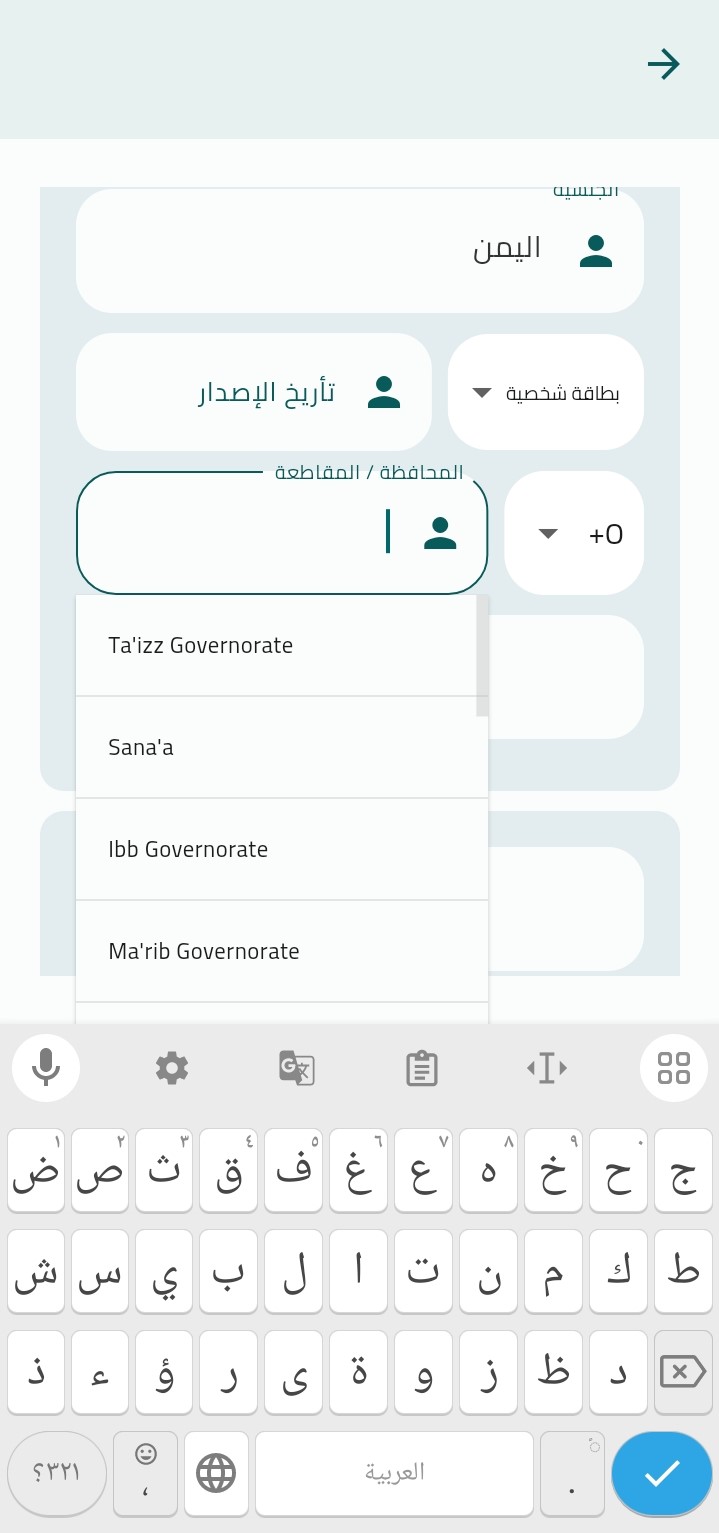 الجنسية
اليمن
بطاقة شخصية
تأريخ الإصدار
المحافظة / المقاطعة
+0
Ta'izz Governorate
Sana'a
Ibb Governorate
Ma'rib Governorate
١ ٢ ٣ ٤ ٥ ٦ ٧ ٨ ٩ ٠
ض ص ث ق ف غ ع ه خ ح ج
ش س ي ب ل ا ت ن م ك ط
ذ ء ؤ ر ى ة و ز ظ د
٣٢١؟ ، العربية .